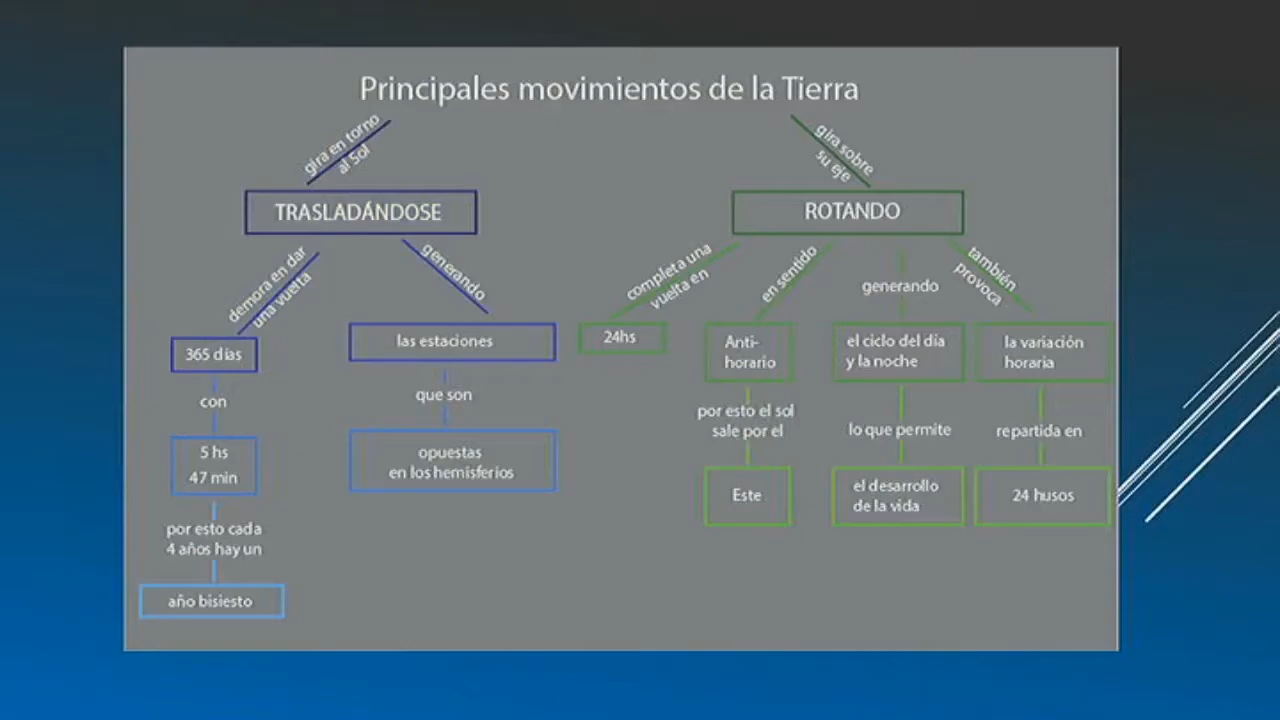 Principales movimientos de la Tierra
gira en torno
al Sol
gira sobre
su eje
TRASLADÁNDOSE
ROTANDO
demora en dar
una vuelta
generando
completa una
vuelta en
en sentido
generando
también
provoca
365 días
las estaciones
24hs
Anti-
horario
el ciclo del día
y la noche
la variación
horaria
con
que son
por esto el sol
sale por el
lo que permite
repartida en
5 hs
47 min
opuestas
en los hemisferios
Este
el desarrollo
de la vida
24 husos
por esto cada
4 años hay un
año bisiesto